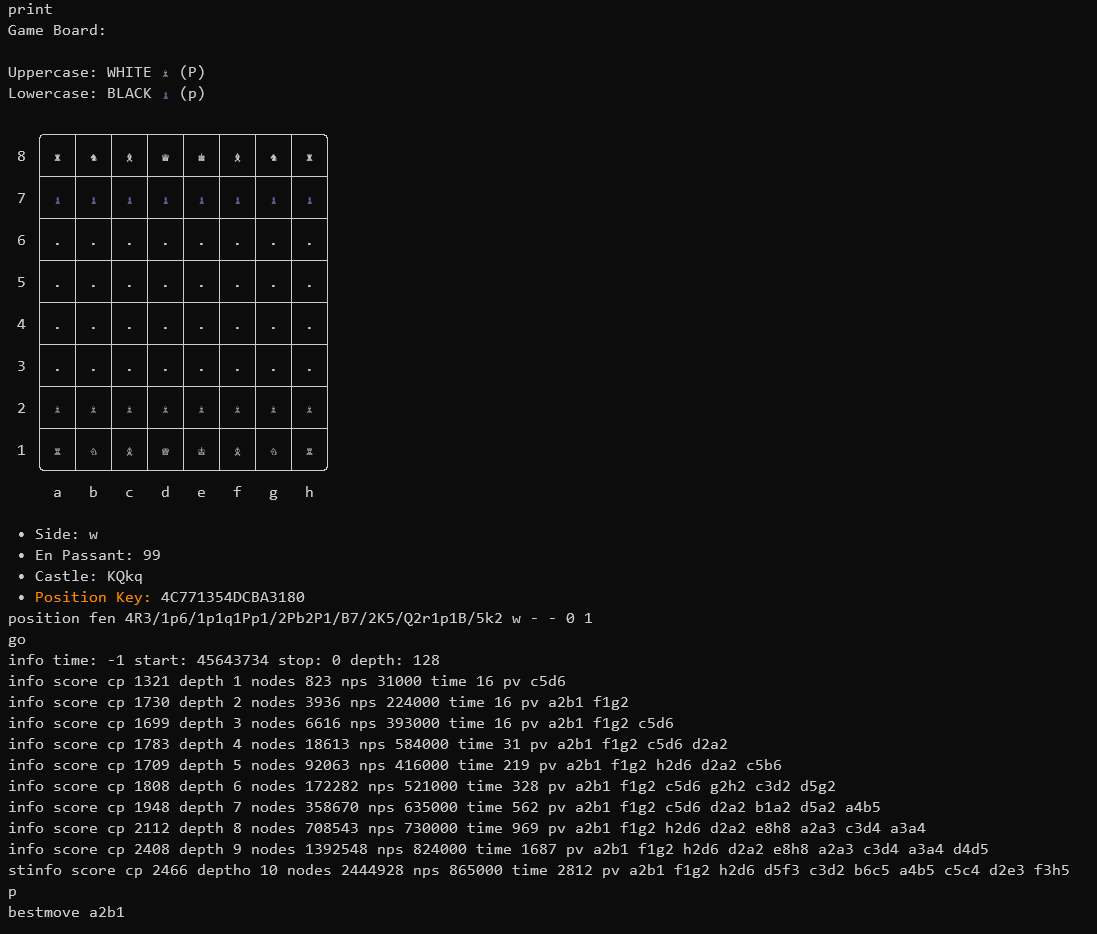 print
Game Board:
Uppercase: WHITE ♙ (P)
Lowercase: BLACK ♟ (p)
8 ♜ ♞ ♝ ♛ ♚ ♝ ♞ ♜
7 ♟ ♟ ♟ ♟ ♟ ♟ ♟ ♟
6 . . . . . . . .
5 . . . . . . . .
4 . . . . . . . .
3 . . . . . . . .
2 ♙ ♙ ♙ ♙ ♙ ♙ ♙ ♙
1 ♖ ♘ ♗ ♕ ♔ ♗ ♘ ♖
a b c d e f g h
• Side: w
• En Passant: 99
• Castle: KQkq
• Position Key: 4C771354DCBA3180
position fen 4R3/1p6/1p1q1Pp1/2Pb2P1/B7/2K5/Q2r1p1B/5k2 w - - 0 1
go
info time: -1 start: 45643734 stop: 0 depth: 128
info score cp 1321 depth 1 nodes 823 nps 31000 time 16 pv c5d6
info score cp 1730 depth 2 nodes 3936 nps 224000 time 16 pv a2b1 f1g2
info score cp 1699 depth 3 nodes 6616 nps 393000 time 16 pv a2b1 f1g2 c5d6
info score cp 1783 depth 4 nodes 18613 nps 584000 time 31 pv a2b1 f1g2 c5d6 d2a2
info score cp 1709 depth 5 nodes 92063 nps 416000 time 219 pv a2b1 f1g2 h2d6 d2a2 c5b6
info score cp 1808 depth 6 nodes 172282 nps 521000 time 328 pv a2b1 f1g2 c5d6 g2h2 c3d2 d5g2
info score cp 1948 depth 7 nodes 358670 nps 635000 time 562 pv a2b1 f1g2 c5d6 d2a2 b1a2 d5a2 a4b5
info score cp 2112 depth 8 nodes 708543 nps 730000 time 969 pv a2b1 f1g2 h2d6 d2a2 e8h8 a2a3 c3d4 a3a4
info score cp 2408 depth 9 nodes 1392548 nps 824000 time 1687 pv a2b1 f1g2 h2d6 d2a2 e8h8 a2a3 c3d4 a3a4 d4d5
stinfo score cp 2466 deptho 10 nodes 2444928 nps 865000 time 2812 pv a2b1 f1g2 h2d6 d5f3 c3d2 b6c5 a4b5 c5c4 d2e3 f3h5
p
bestmove a2b1